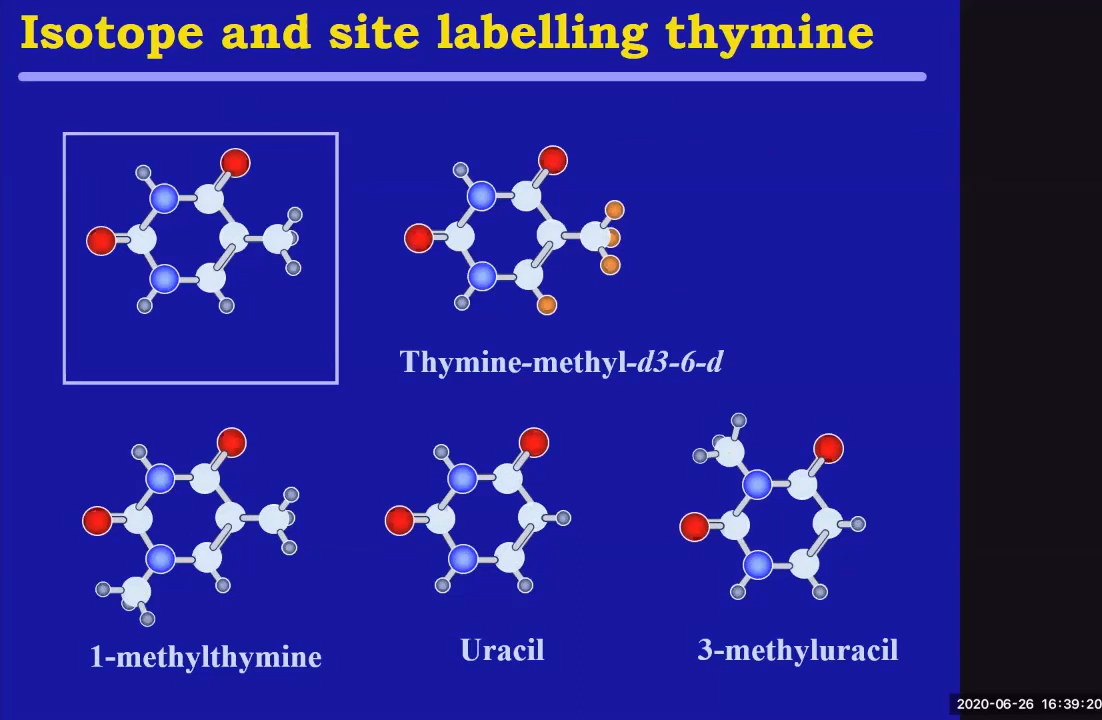 Isotope and site labelling thymine
Thymine-methyl-d3-6-d
1-methylthymine
Uracil
3-methyluracil
2020-06-26 16:39:20